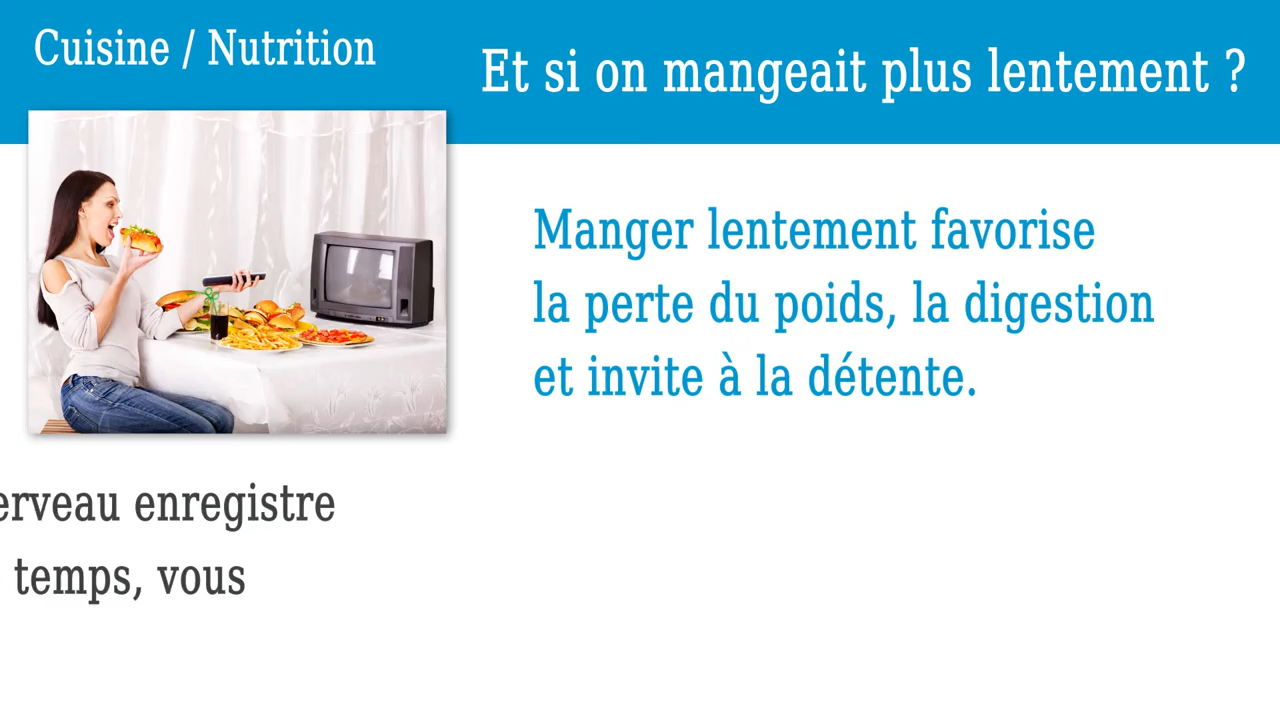 Cuisine / Nutrition
Et si on mangeait plus lentement ?
Manger lentement favorise
la perte du poids, la digestion
et invite à la détente.
enregistre
temps, vous